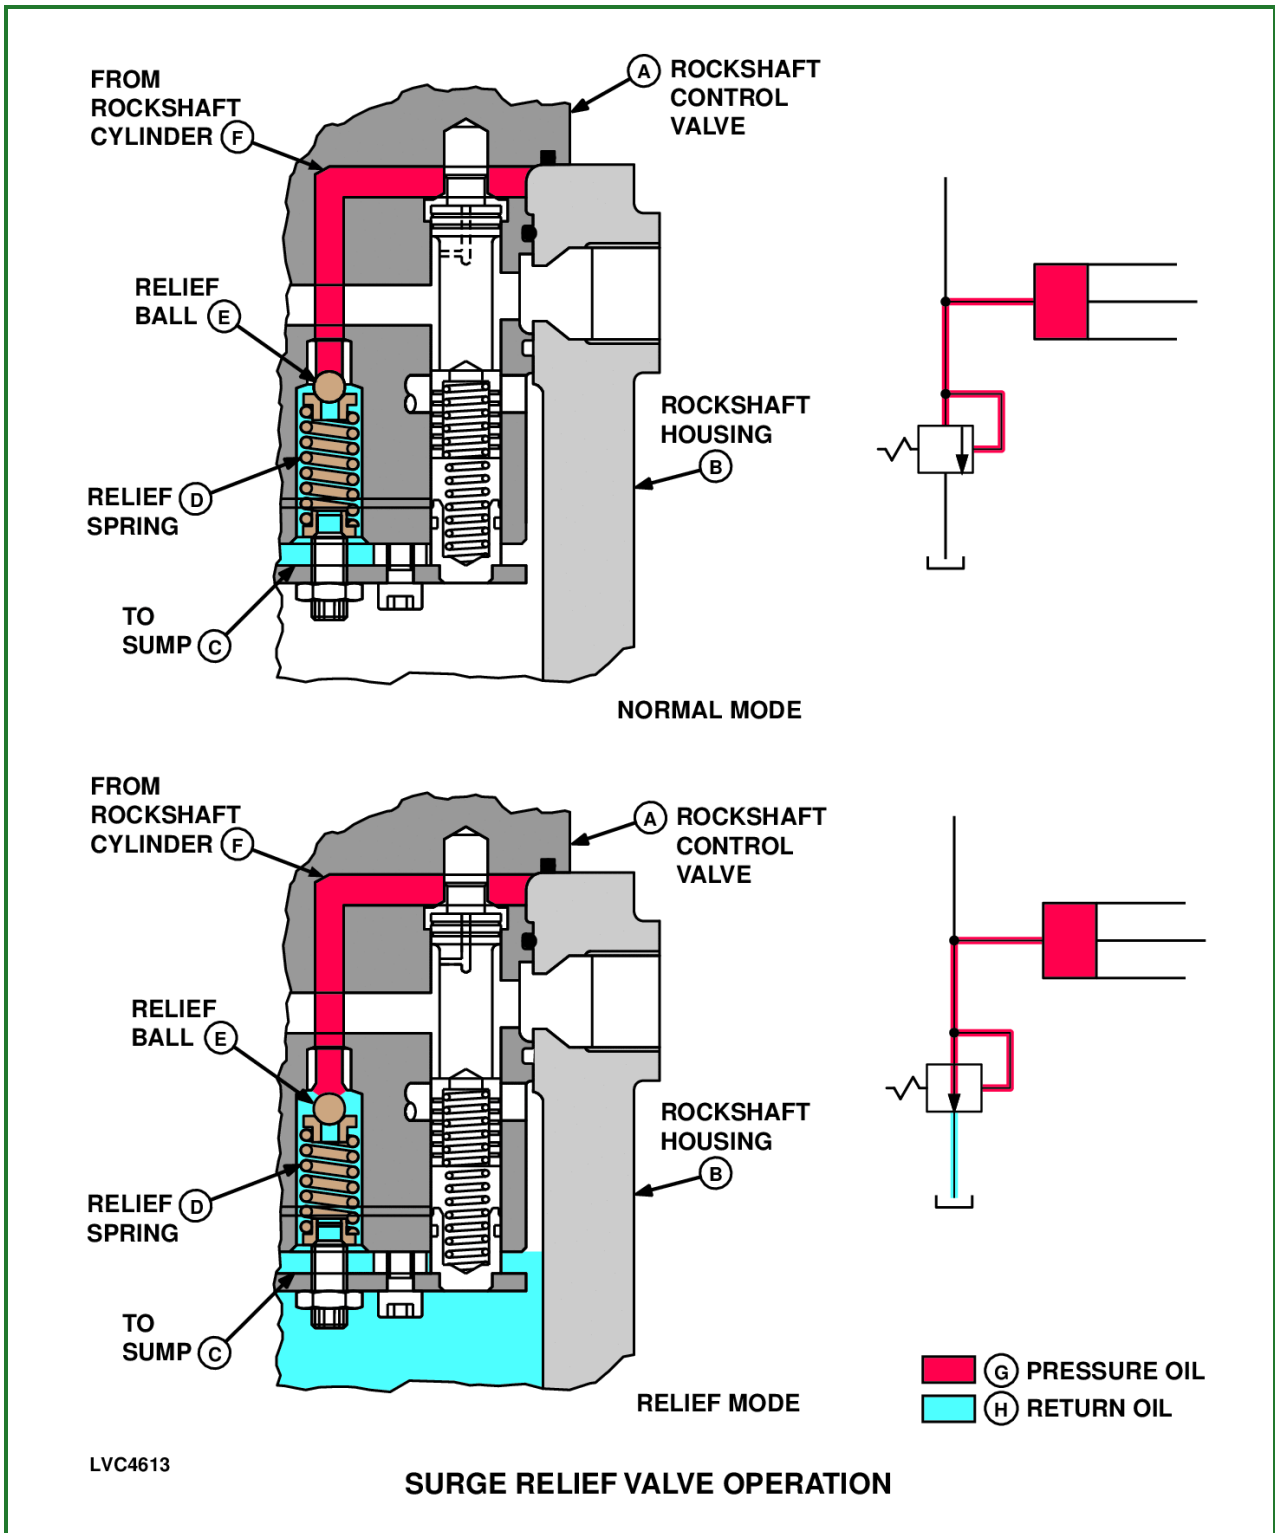 FROM
ROCKSHAFT
CYLINDER F
A ROCKSHAFT
CONTROL
VALVE
RELIEF
BALL E
ROCKSHAFT
HOUSING
B
RELIEF D
SPRING
TO
SUMP C
NORMAL MODE
FROM
ROCKSHAFT
CYLINDER F
A ROCKSHAFT
CONTROL
VALVE
RELIEF
BALL E
ROCKSHAFT
HOUSING
B
RELIEF D
SPRING
TO
SUMP C
RELIEF MODE
G PRESSURE OIL
H RETURN OIL
LVC4613
SURGE RELIEF VALVE OPERATION